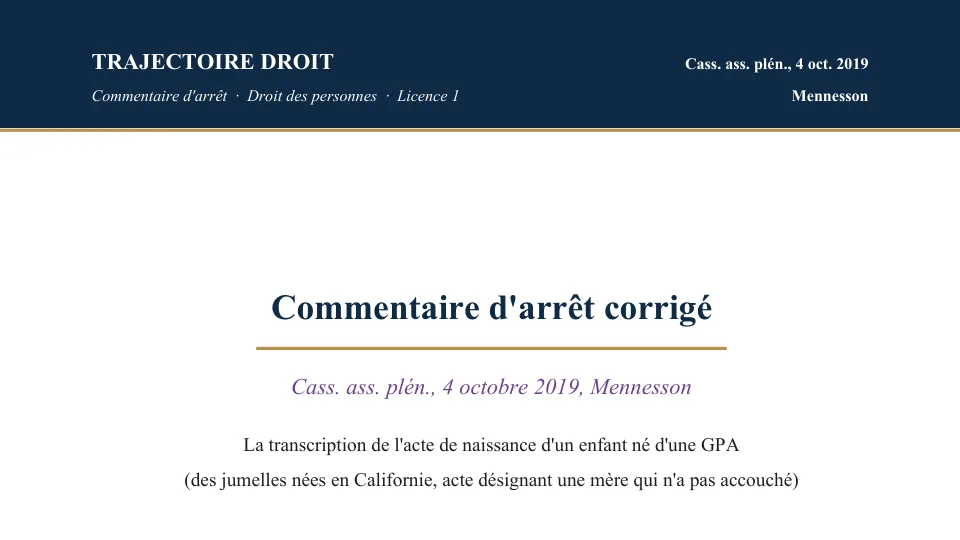 TRAJECTOIRE DROIT
Cass. ass. plén., 4 oct. 2019
Commentaire d'arrêt · Droit des personnes · Licence 1
Mennesson
Commentaire d'arrêt corrigé
Cass. ass. plén., 4 octobre 2019, Mennesson
La transcription de l'acte de naissance d'un enfant né d'une GPA
(des jumelles nées en Californie, acte désignant une mère qui n'a pas accouché)